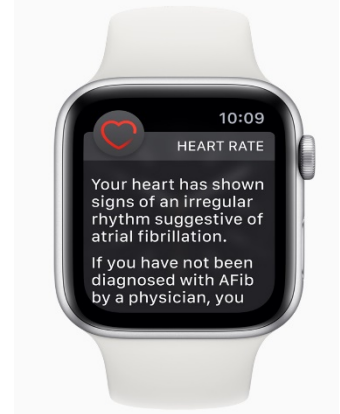 10:09
HEART RATE
Your heart has shown
signs of an irregular
rhythm suggestive of
atrial fibrillation.
If you have not been
diagnosed with AFib
by a physician, you